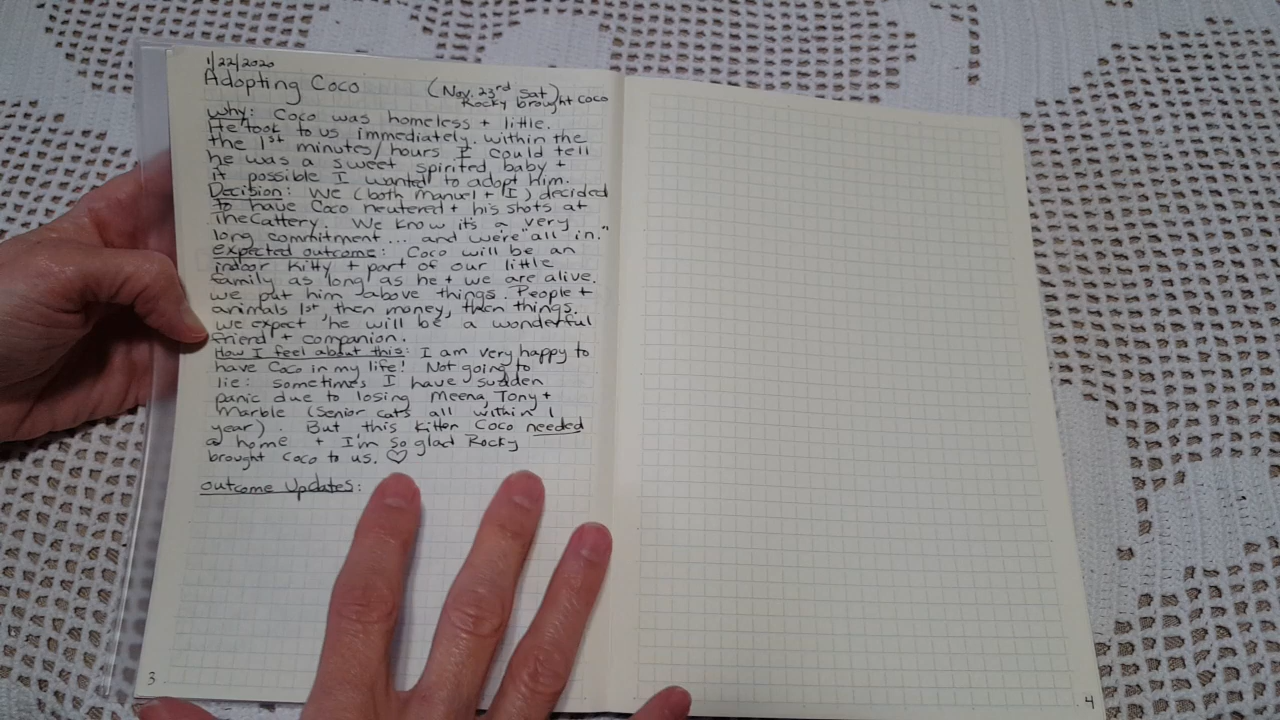 1/22/2020
Adopting Coco (Nov. 23rd sat)
Rocky brought coco
Why: Coco was homeless + little.
He took to us immediately. within the
the 1st minutes/hours I could tell
he was a sweet spirited baby +
if possible I wanted to adopt him.
Decision: We (both manuel + I) decided
to have Coco neutered + his shots at
TheCattery. We know it's a very
long commitment... and we're "all in."
expected outcome: Coco will be an
indoor kitty + part of our little
family as long as he + we are alive.
we put him above things. People +
animals 1st, then money, then things.
we expect he will be a wonderful
friend + companion.
How I feel about this: I am very happy to
have Coco in my life! Not going to
lie: sometimes I have sudden
panic due to losing Meena, Tony +
Marble (senior cats all within 1
year). But this kitten Coco needed
a home + I'm so glad Rocky
brought Coco to us. ♡
Outcome Updates:
3
4